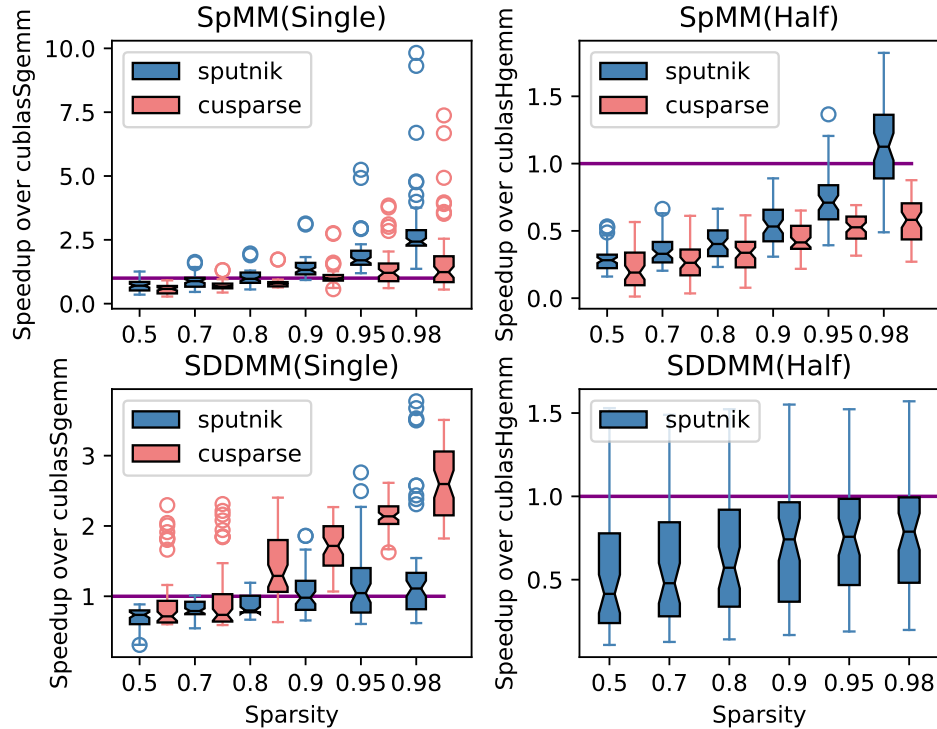 SpMM(Single)
Speedup over cublasSgemm
10.0
7.5
5.0
2.5
0.0
sputnik
cusparse
0.5 0.7 0.8 0.9 0.95 0.98
SpMM(Half)
Speedup over cublasHgemm
1.5
1.0
0.5
0.0
sputnik
cusparse
0.5 0.7 0.8 0.9 0.95 0.98
SDDMM(Single)
Speedup over cublasSgemm
3
2
1
sputnik
cusparse
0.5 0.7 0.8 0.9 0.95 0.98
Sparsity
SDDMM(Half)
Speedup over cublasHgemm
1.5
1.0
0.5
sputnik
0.5 0.7 0.8 0.9 0.95 0.98
Sparsity